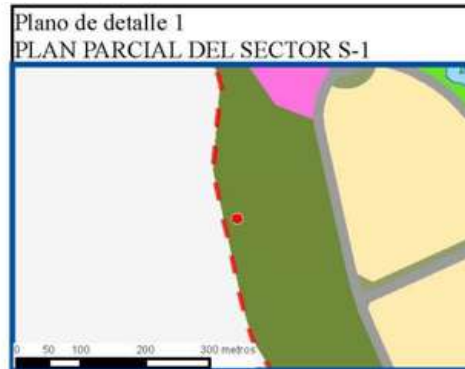 Plano de detalle 1
PLAN PARCIAL DEL SECTOR S-1
0 50 100 200 300 metros